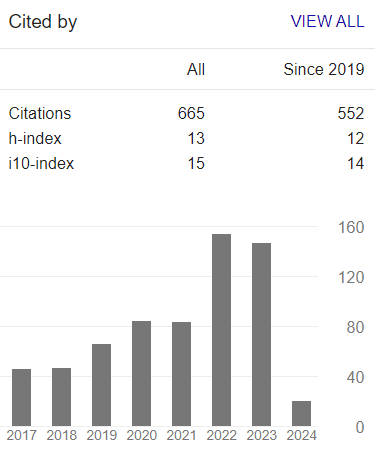 Cited by VIEW ALL
All Since 2019
Citations 665 552
h-index 13 12
i10-index 15 14
160
120
80
40
0
2017 2018 2019 2020 2021 2022 2023 2024